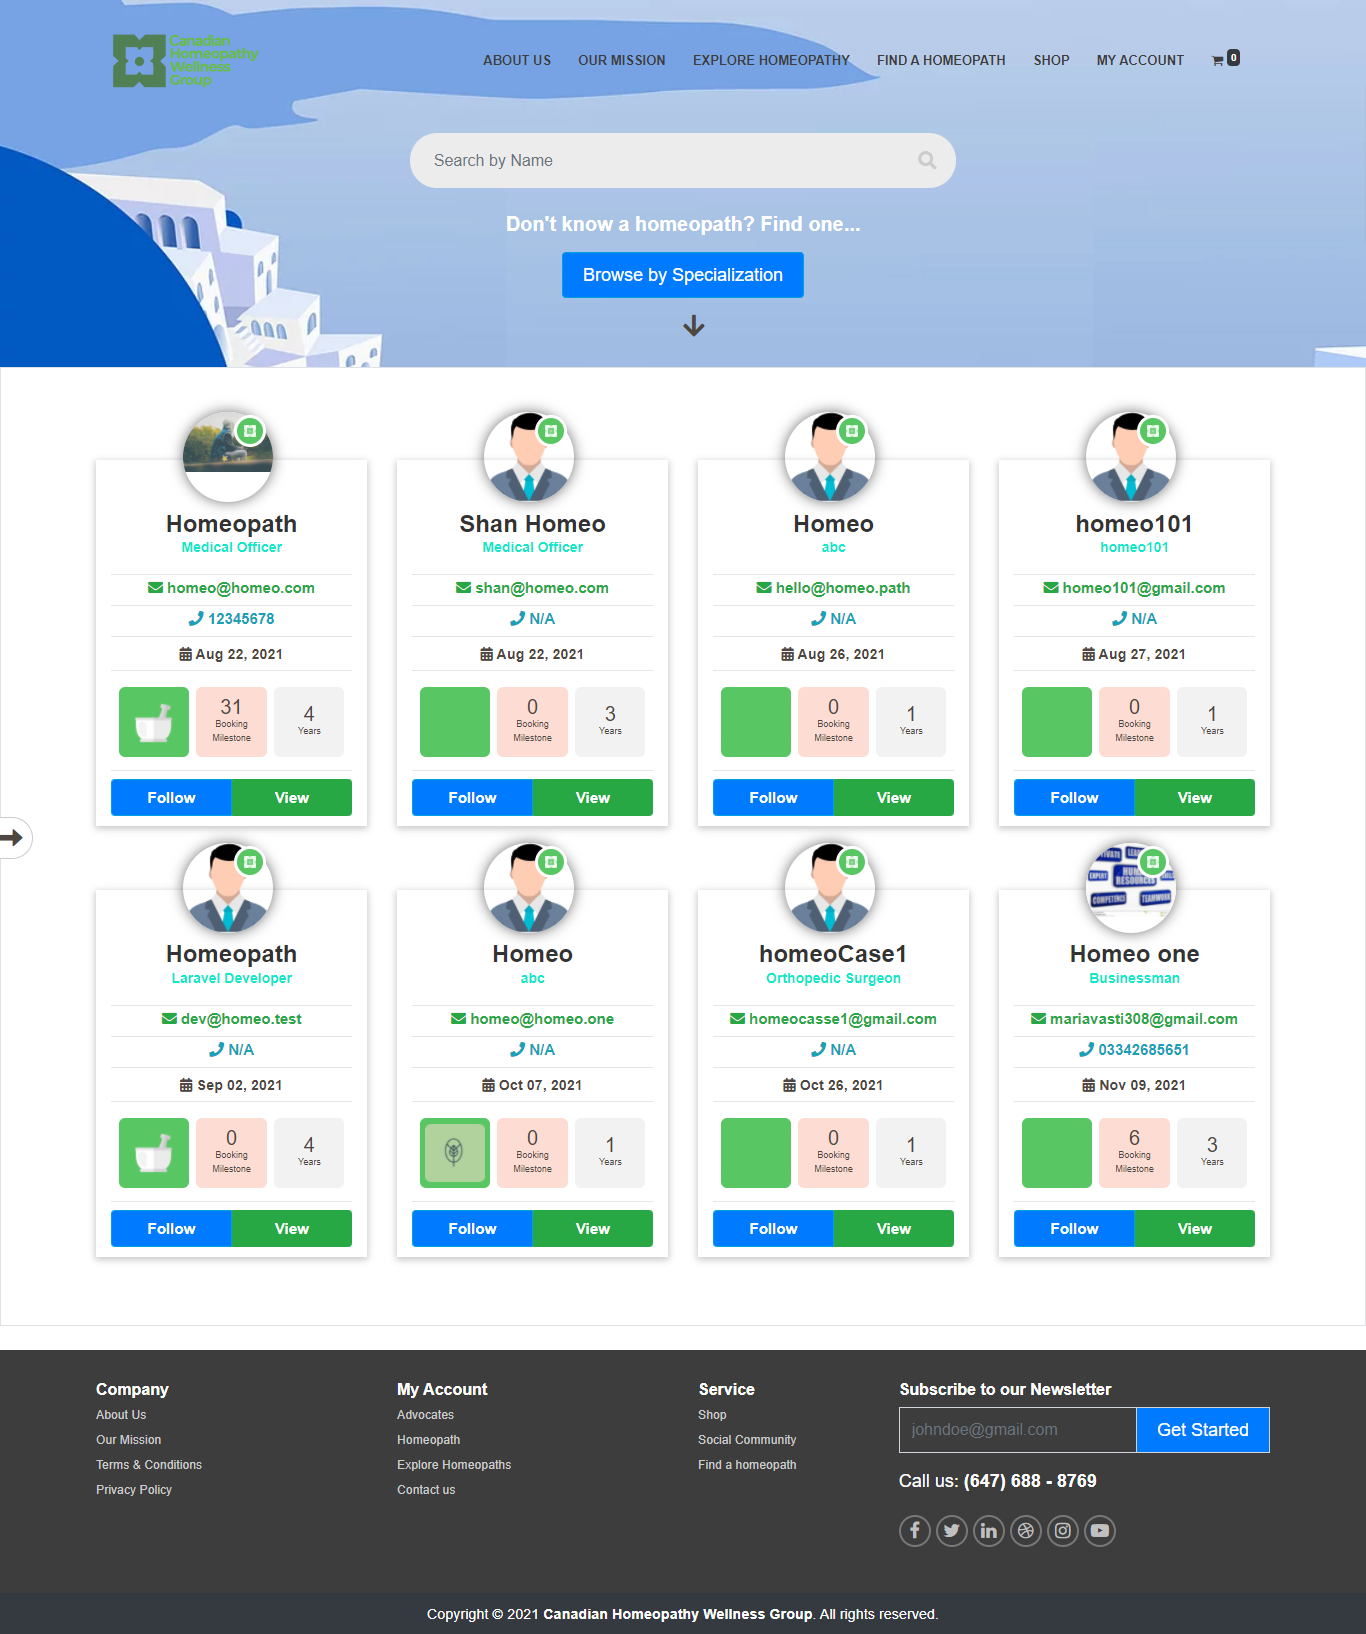 Canadian
Homeopathy
Wellness
Group
ABOUT US OUR MISSION EXPLORE HOMEOPATHY FIND A HOMEOPATH SHOP MY ACCOUNT 0
Search by Name
Don't know a homeopath? Find one...
Browse by Specialization
Homeopath
Medical Officer
homeo@homeo.com
12345678
Aug 22, 2021
31
Booking
Milestone
4
Years
Follow View
Shan Homeo
Medical Officer
shan@homeo.com
N/A
Aug 22, 2021
0
Booking
Milestone
3
Years
Follow View
Homeo
abc
hello@homeo.path
N/A
Aug 26, 2021
0
Booking
Milestone
1
Years
Follow View
homeo101
homeo101
homeo101@gmail.com
N/A
Aug 27, 2021
0
Booking
Milestone
1
Years
Follow View
Homeopath
Laravel Developer
dev@homeo.test
N/A
Sep 02, 2021
0
Booking
Milestone
4
Years
Follow View
Homeo
abc
homeo@homeo.one
N/A
Oct 07, 2021
0
Booking
Milestone
1
Years
Follow View
homeoCase1
Orthopedic Surgeon
homeocasse1@gmail.com
N/A
Oct 26, 2021
0
Booking
Milestone
1
Years
Follow View
EXPERT
HUM
RESOURCES
COMPETENCE TEAMWORK
Homeo one
Businessman
mariavasti308@gmail.com
03342685651
Nov 09, 2021
6
Booking
Milestone
3
Years
Follow View
Company
About Us
Our Mission
Terms & Conditions
Privacy Policy
My Account
Advocates
Homeopath
Explore Homeopaths
Contact us
Service
Shop
Social Community
Find a homeopath
Subscribe to our Newsletter
johndoe@gmail.com Get Started
Call us: (647) 688 - 8769
Copyright © 2021 Canadian Homeopathy Wellness Group. All rights reserved.